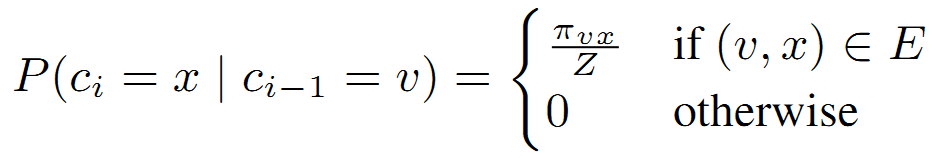 P(c_i = x | c_{i−1} = v) = { π_{vx}/Z if (v, x) ∈ E
0 otherwise